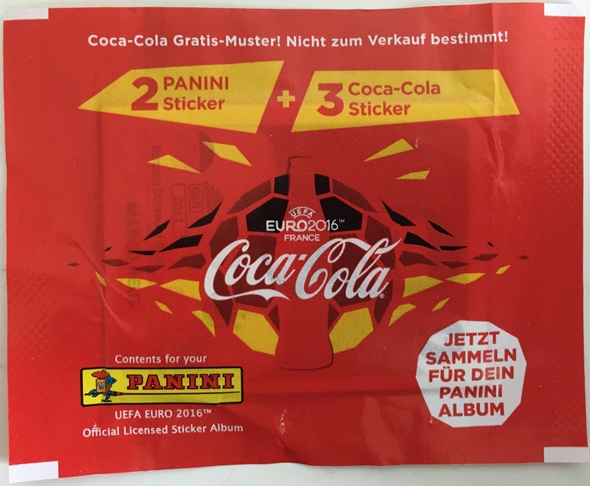 Coca-Cola Gratis-Muster! Nicht zum Verkauf bestimmt!
2 PANINI Sticker + 3 Coca-Cola Sticker
UEFA
EURO2016™
FRANCE
Coca-Cola
Contents for your
PANINI
UEFA EURO 2016™
Official Licensed Sticker Album
JETZT
SAMMELN
FÜR DEIN
PANINI
ALBUM